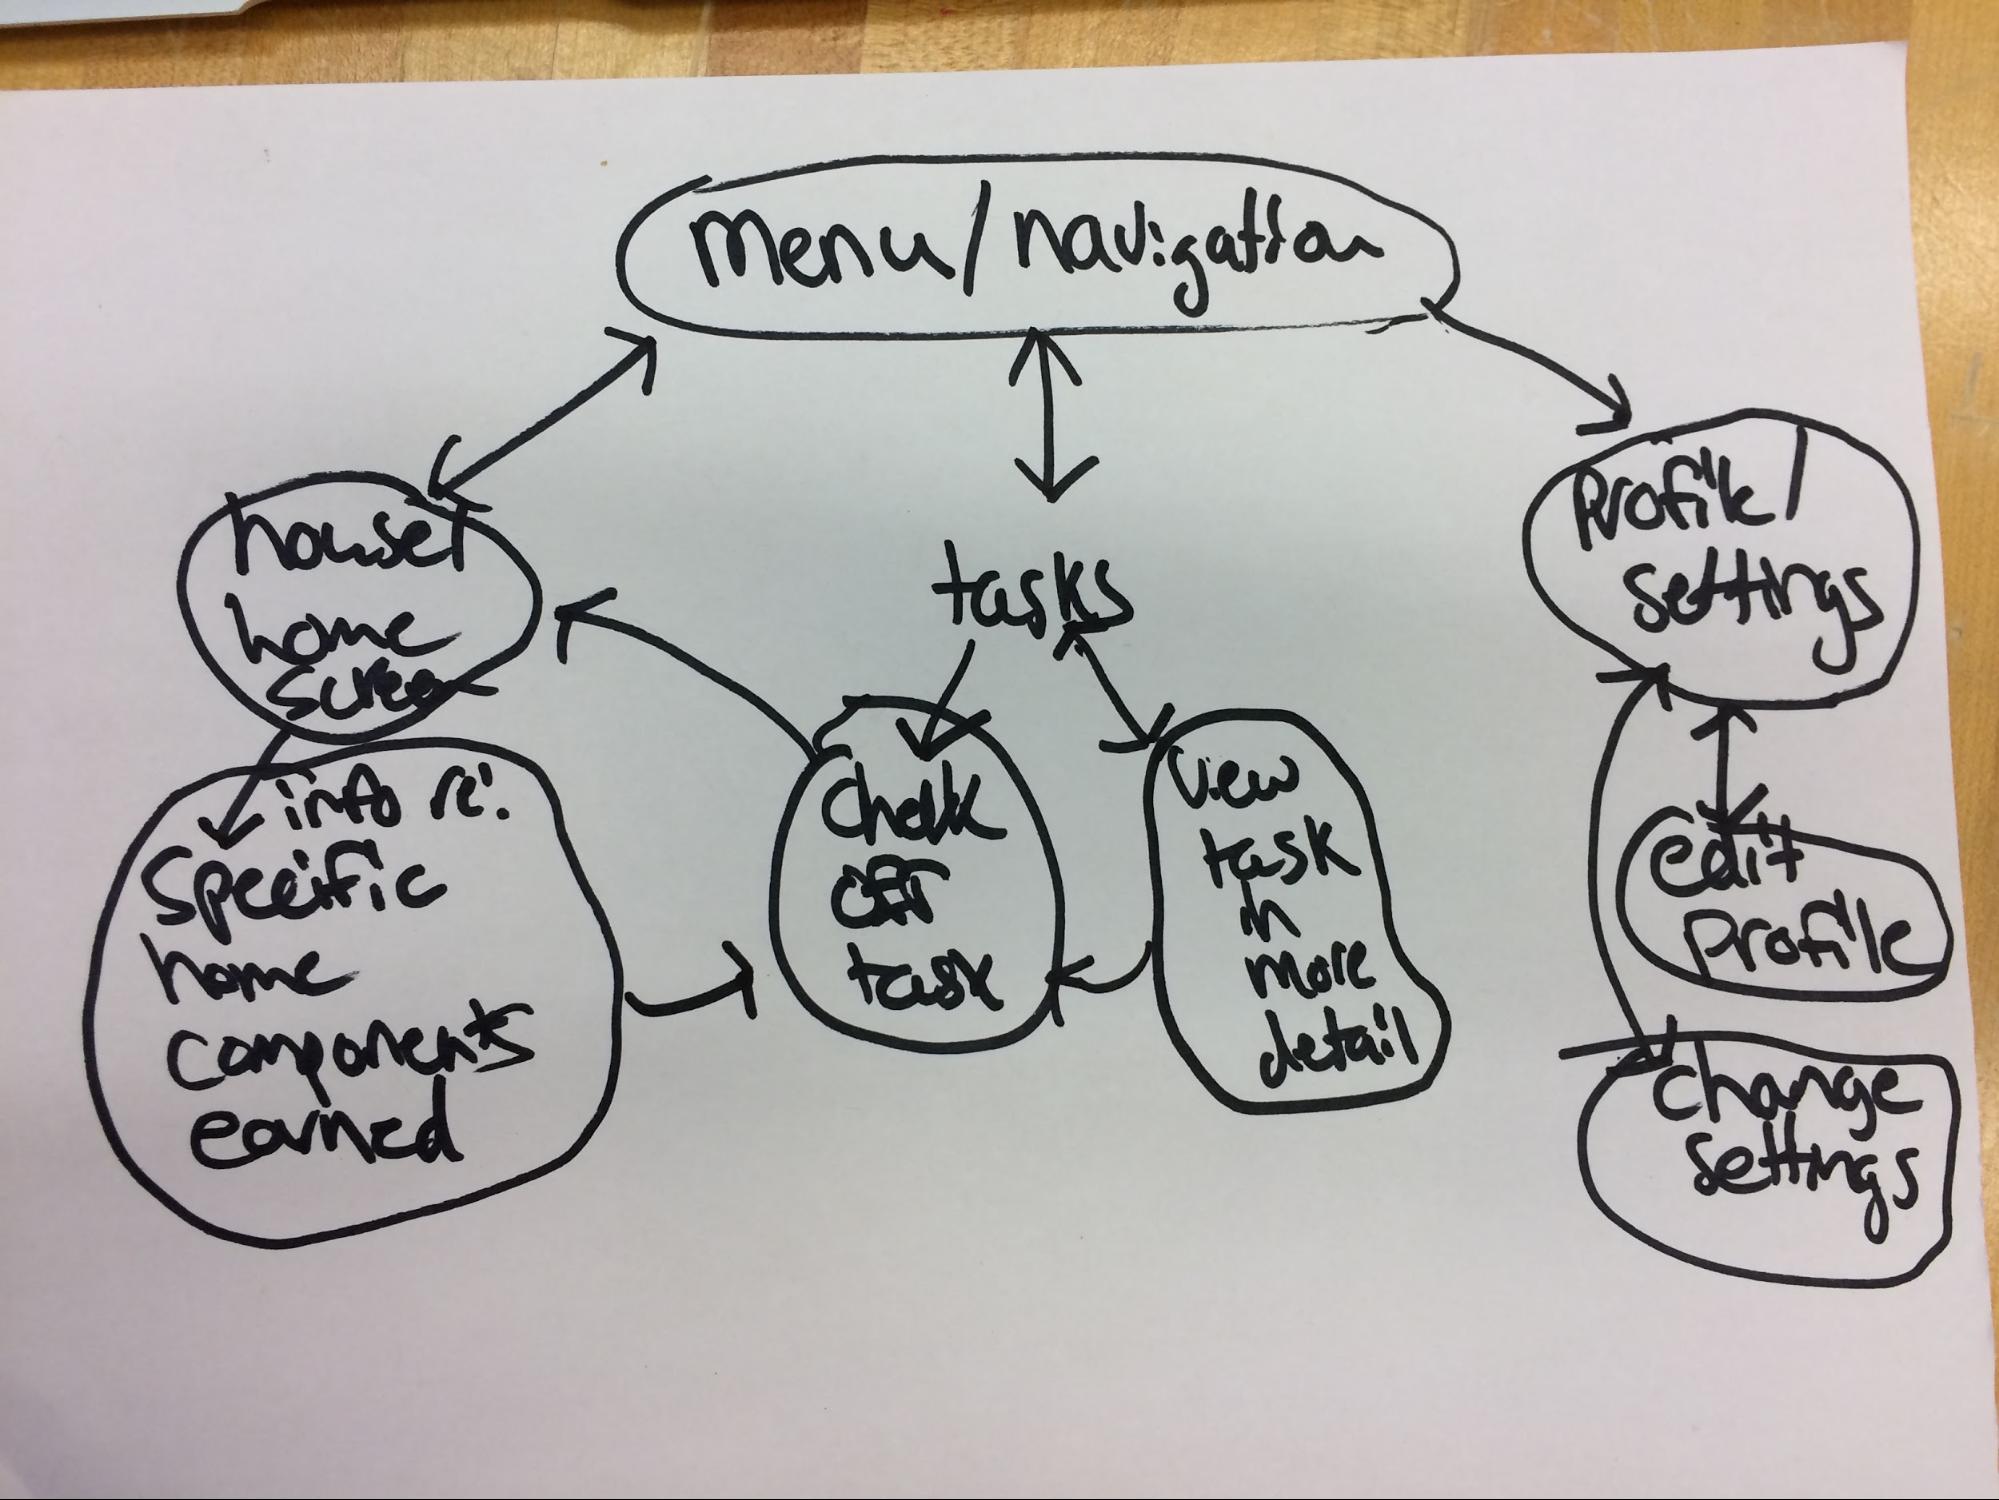 menu/navigation
house/
home
screen
tasks
Profile/
settings
info re:
specific
home
components
earned
Check
off
task
view
task
in
more
detail
edit
profile
change
settings